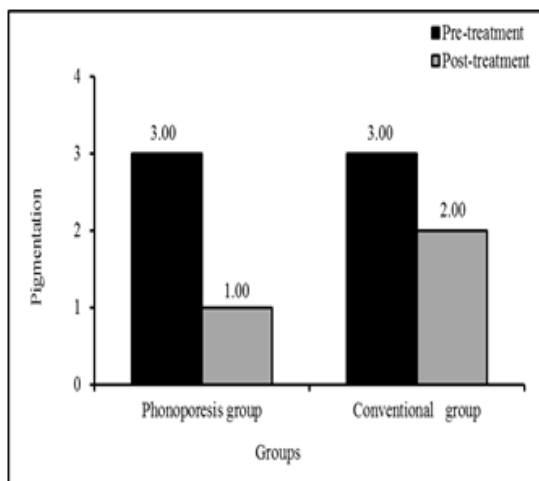 Pre-treatment
Post-treatment
4
3
2
1
0
Pigmentation
3.00
1.00
3.00
2.00
Phonoporesis group
Conventional group
Groups